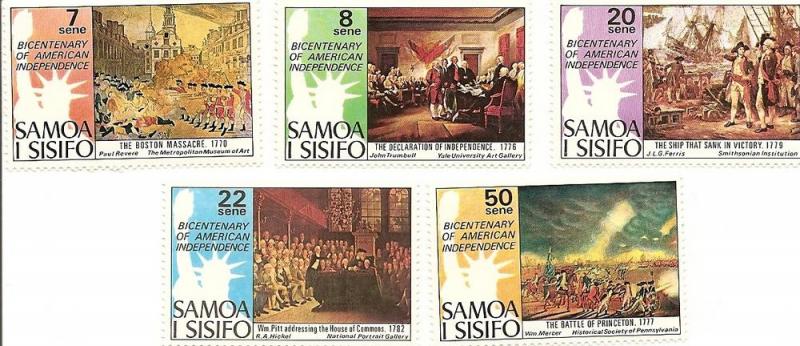 7
sene
BICENTENARY
OF AMERICAN
INDEPENDENCE
SAMOA
I SISIFO
THE BOSTON MASSACRE. 1770
Paul Revere The Metropolitan Museum of Art
8
sene
BICENTENARY
OF AMERICAN
INDEPENDENCE
SAMOA
I SISIFO
THE DECLARATION OF INDEPENDENCE. 1776
John Trumbull Yale University Art Gallery
20
sene
BICENTENARY
OF AMERICAN
INDEPENDENCE
SAMOA
I SISIFO
THE SHIP THAT SANK IN VICTORY. 1779
J.L.G. Ferris Smithsonian Institution
22
sene
BICENTENARY
OF AMERICAN
INDEPENDENCE
SAMOA
I SISIFO
Wm. Pitt addressing the House of Commons. 1782
R.A. Hickel National Portrait Gallery
50
sene
BICENTENARY
OF AMERICAN
INDEPENDENCE
SAMOA
I SISIFO
THE BATTLE OF PRINCETON. 1777
Wm. Mercer Historical Society of Pennsylvania